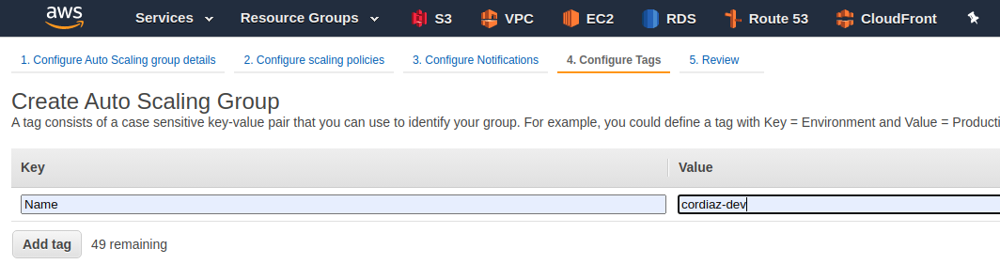 aws Services Resource Groups S3 VPC EC2 RDS Route 53 CloudFront
1. Configure Auto Scaling group details 2. Configure scaling policies 3. Configure Notifications 4. Configure Tags 5. Review
Create Auto Scaling Group
A tag consists of a case sensitive key-value pair that you can use to identify your group. For example, you could define a tag with Key = Environment and Value = Producti
Key Value
Name cordiaz-dev
Add tag 49 remaining